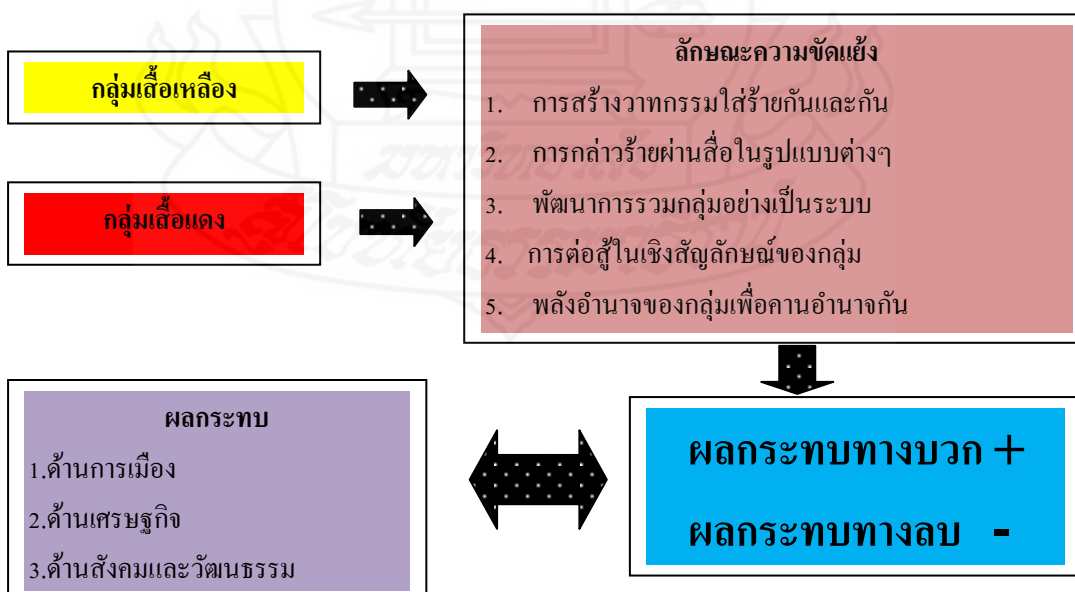 กลุ่มเสื้อเหลือง
กลุ่มเสื้อแดง
ลักษณะความขัดแย้ง
1. การสร้างวาทกรรมใส่ร้ายกันและกัน
2. การกล่าวร้ายผ่านสื่อในรูปแบบต่างๆ
3. พัฒนาการรวมกลุ่มอย่างเป็นระบบ
4. การต่อสู้ในเชิงสัญลักษณ์ของกลุ่ม
5. พลังอำนาจของกลุ่มเพื่อคานอำนาจกัน
ผลกระทบ
1.ด้านการเมือง
2.ด้านเศรษฐกิจ
3.ด้านสังคมและวัฒนธรรม
ผลกระทบทางบวก +
ผลกระทบทางลบ -